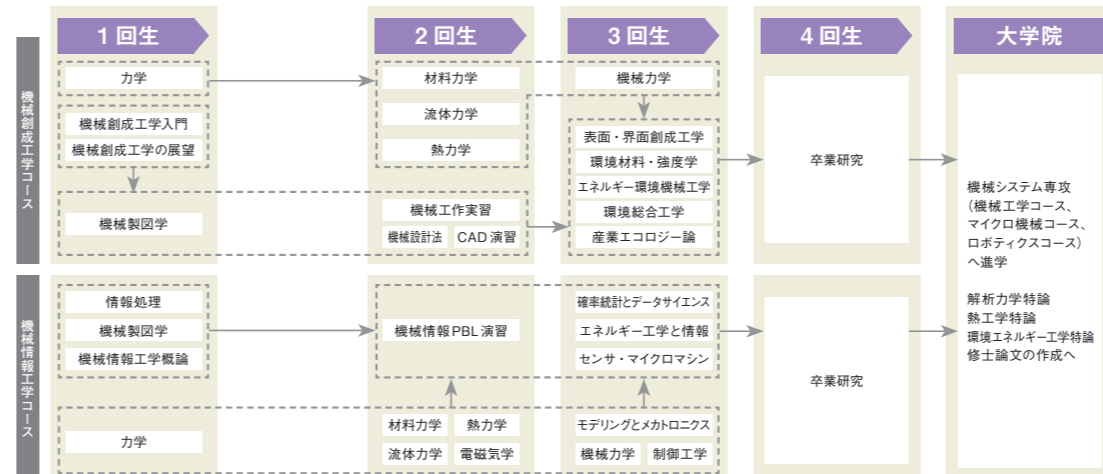 1 回生
2 回生
3 回生
4 回生
大学院
機械創成工学コース
力学
機械創成工学入門
機械創成工学の展望
機械製図学
材料力学
流体力学
熱力学
機械工作実習
機械設計法
CAD 演習
機械力学
表面・界面創成工学
環境材料・強度学
エネルギー環境機械工学
環境総合工学
産業エコロジー論
卒業研究
機械情報工学コース
情報処理
機械製図学
機械情報工学概論
力学
機械情報PBL 演習
材料力学
熱力学
流体力学
電磁気学
確率統計とデータサイエンス
エネルギー工学と情報
センサ・マイクロマシン
モデリングとメカトロニクス
機械力学
制御工学
卒業研究
機械システム専攻
（機械工学コース、
マイクロ機械コース、
ロボティクスコース）
へ進学
解析力学特論
熱工学特論
環境エネルギー工学特論
修士論文の作成へ